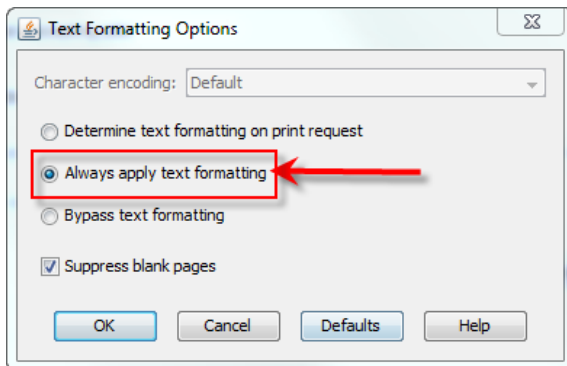 Text Formatting Options
Character encoding: Default
Determine text formatting on print request
Always apply text formatting
Bypass text formatting
Suppress blank pages
OK Cancel Defaults Help